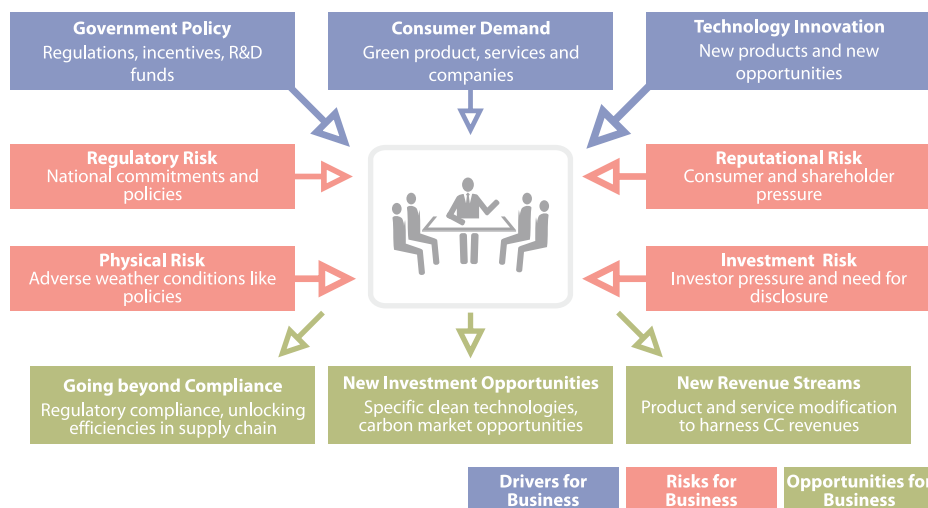 Government Policy
Regulations, incentives, R&D
funds
Consumer Demand
Green product, services and
companies
Technology Innovation
New products and new
opportunities
Regulatory Risk
National commitments and
policies
Reputational Risk
Consumer and shareholder
pressure
Physical Risk
Adverse weather conditions like
policies
Investment Risk
Investor pressure and need for
disclosure
Going beyond Compliance
Regulatory compliance, unlocking
efficiencies in supply chain
New Investment Opportunities
Specific clean technologies,
carbon market opportunities
New Revenue Streams
Product and service modification
to harness CC revenues
Drivers for
Business
Risks for
Business
Opportunities for
Business